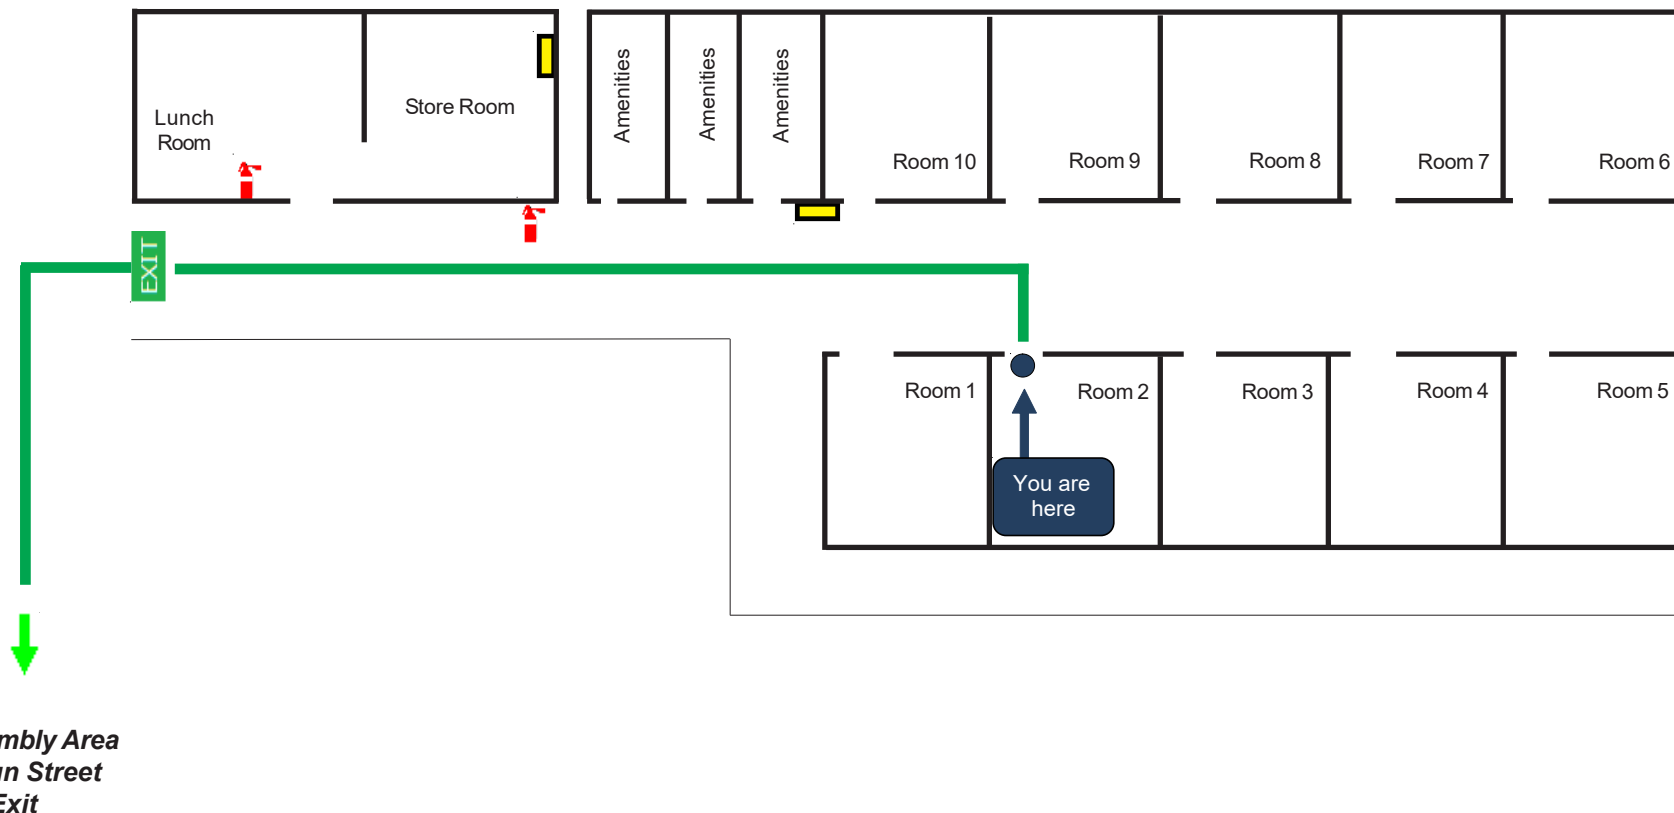 Lunch
Room
Store Room
Amenities
Amenities
Amenities
Room 10
Room 9
Room 8
Room 7
Room 6
EXIT
Room 1
Room 2
Room 3
Room 4
Room 5
You are
here
Area
Street
Exit